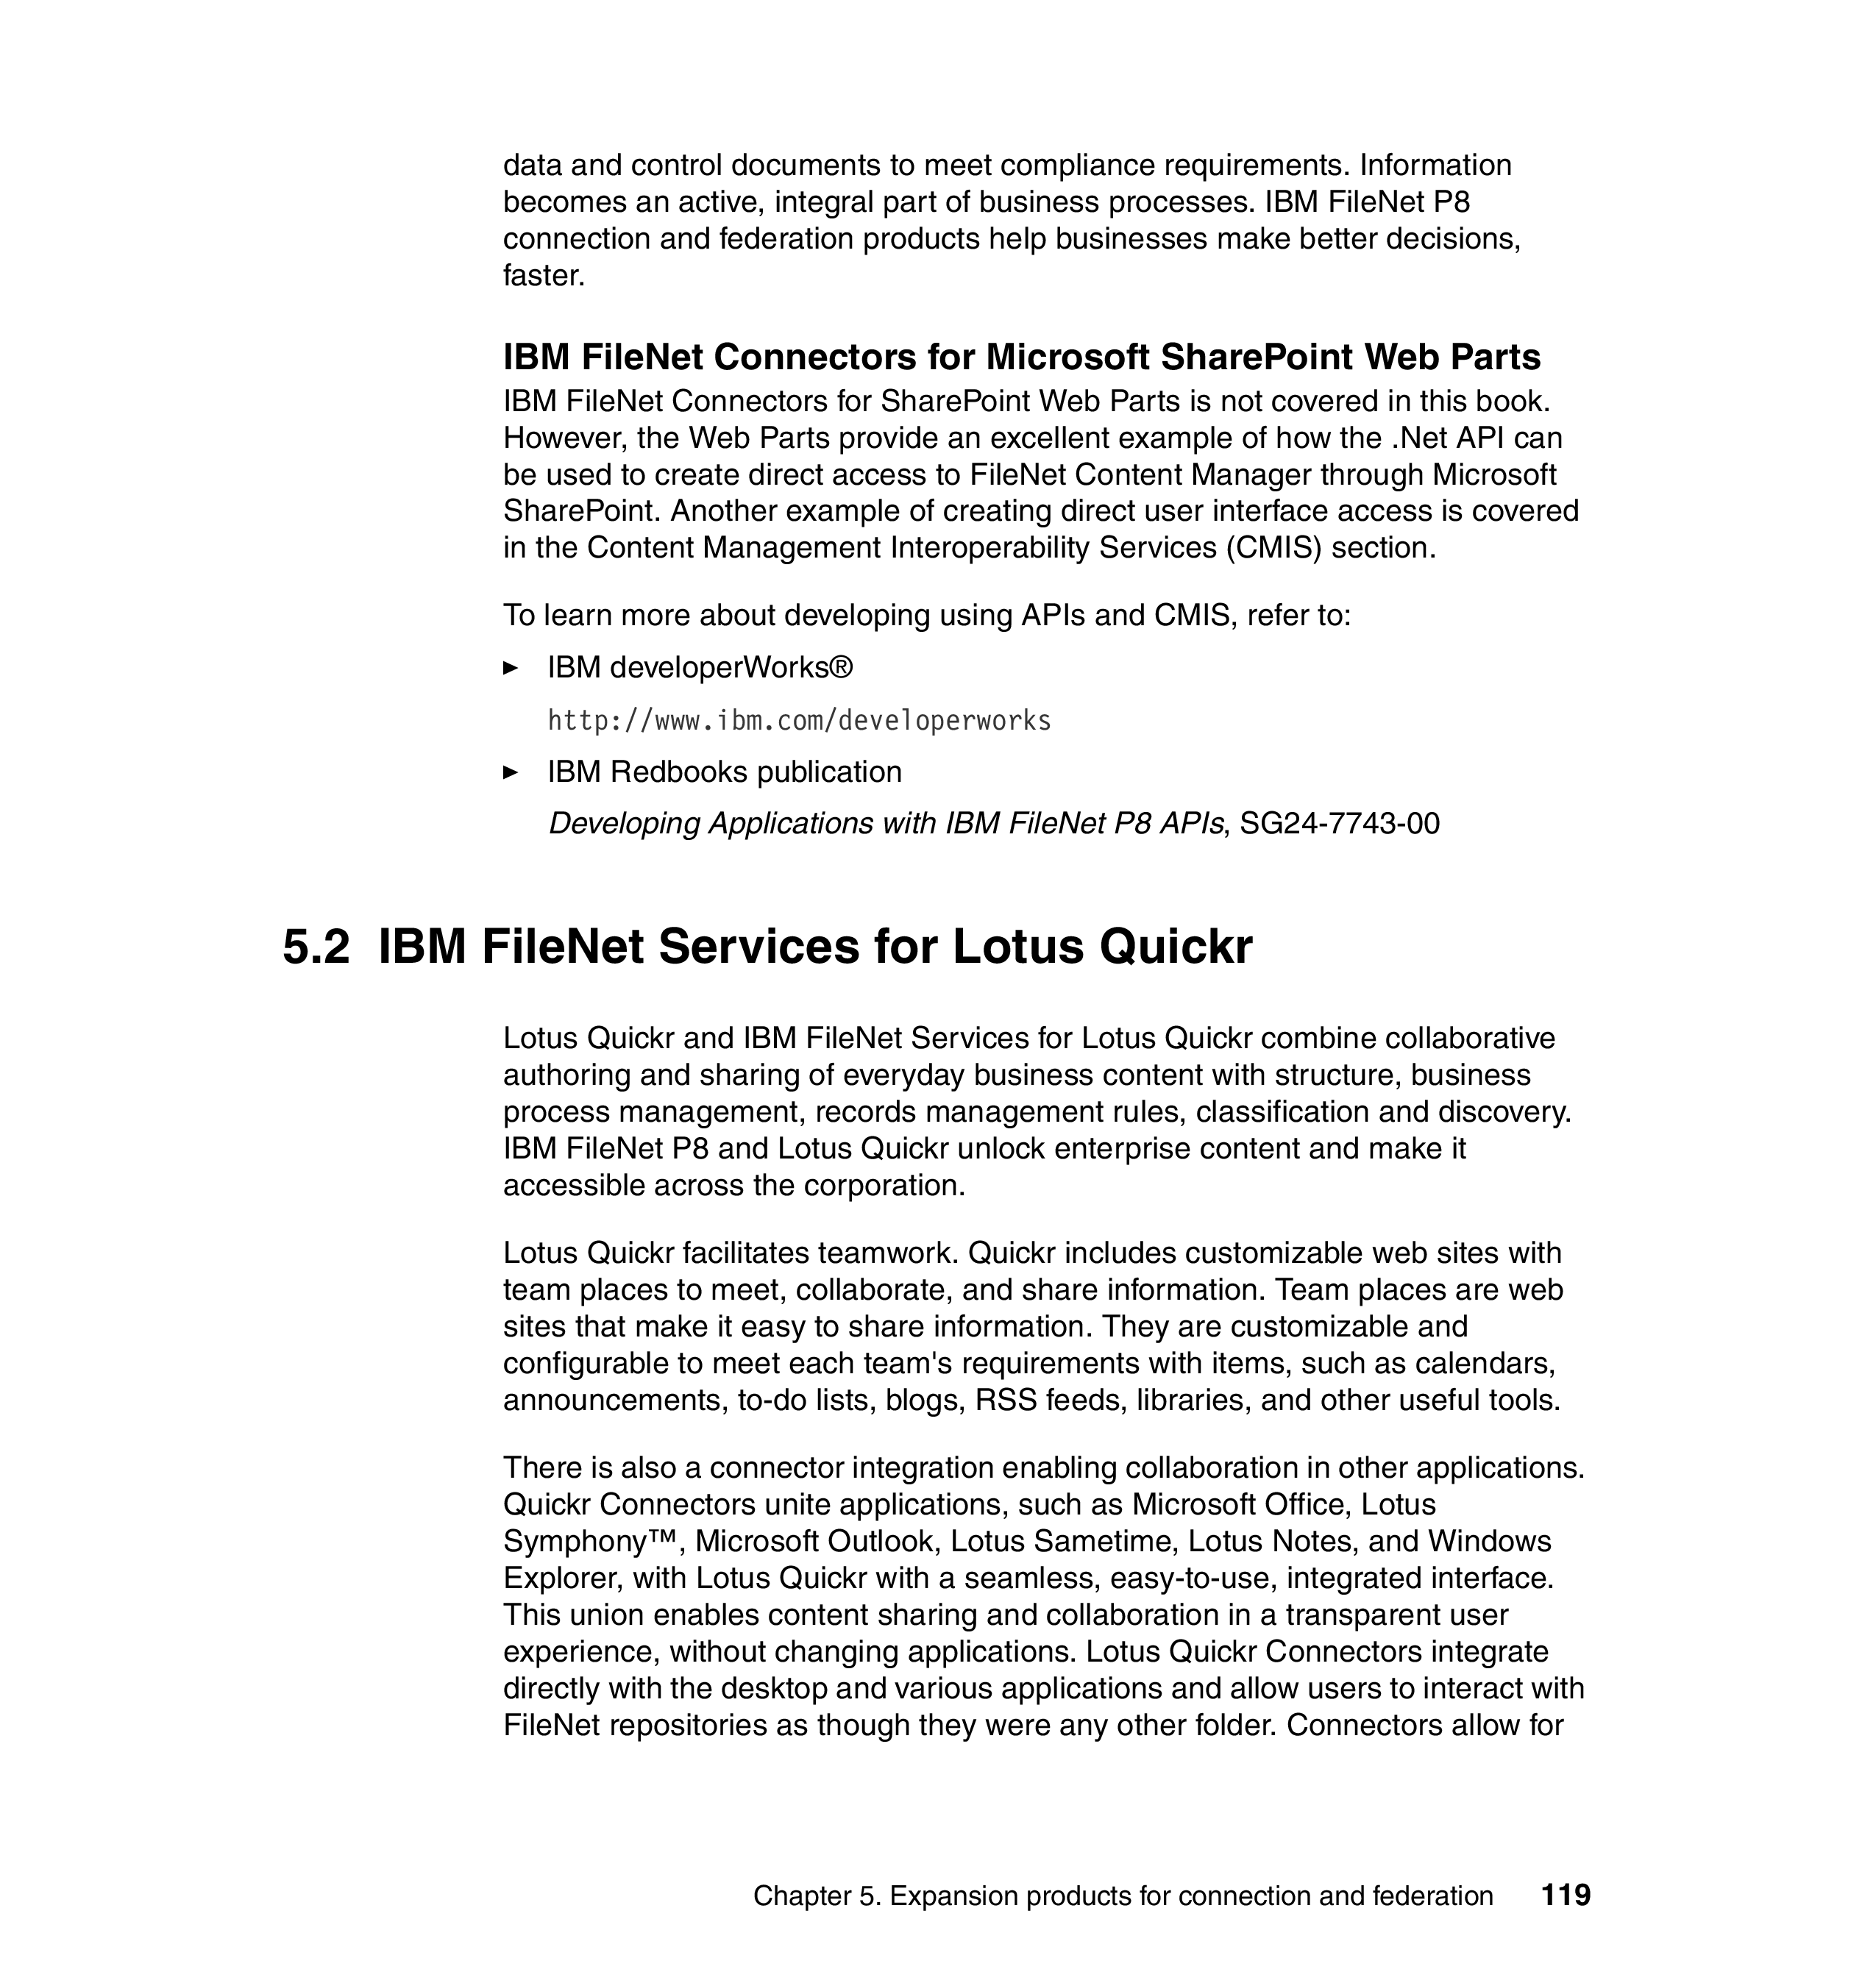 data and control documents to meet compliance requirements. Information
becomes an active, integral part of business processes. IBM FileNet P8
connection and federation products help businesses make better decisions,
faster.
IBM FileNet Connectors for Microsoft SharePoint Web Parts
IBM FileNet Connectors for SharePoint Web Parts is not covered in this book.
However, the Web Parts provide an excellent example of how the .Net API can
be used to create direct access to FileNet Content Manager through Microsoft
SharePoint. Another example of creating direct user interface access is covered
in the Content Management Interoperability Services (CMIS) section.
To learn more about developing using APIs and CMIS, refer to:
► IBM developerWorks®
http://www.ibm.com/developerworks
► IBM Redbooks publication
Developing Applications with IBM FileNet P8 APIs, SG24-7743-00
5.2 IBM FileNet Services for Lotus Quickr
Lotus Quickr and IBM FileNet Services for Lotus Quickr combine collaborative
authoring and sharing of everyday business content with structure, business
process management, records management rules, classification and discovery.
IBM FileNet P8 and Lotus Quickr unlock enterprise content and make it
accessible across the corporation.
Lotus Quickr facilitates teamwork. Quickr includes customizable web sites with
team places to meet, collaborate, and share information. Team places are web
sites that make it easy to share information. They are customizable and
configurable to meet each team's requirements with items, such as calendars,
announcements, to-do lists, blogs, RSS feeds, libraries, and other useful tools.
There is also a connector integration enabling collaboration in other applications.
Quickr Connectors unite applications, such as Microsoft Office, Lotus
Symphony™, Microsoft Outlook, Lotus Sametime, Lotus Notes, and Windows
Explorer, with Lotus Quickr with a seamless, easy-to-use, integrated interface.
This union enables content sharing and collaboration in a transparent user
experience, without changing applications. Lotus Quickr Connectors integrate
directly with the desktop and various applications and allow users to interact with
FileNet repositories as though they were any other folder. Connectors allow for
Chapter 5. Expansion products for connection and federation 119